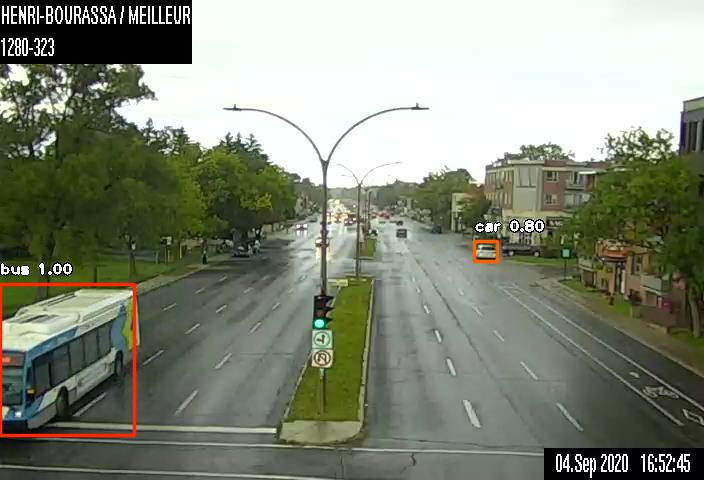 HENRI-BOURASSA / MEILLEUR
1280-323
car 0.80
bus 1.00
04.Sep 2020 16:52:45